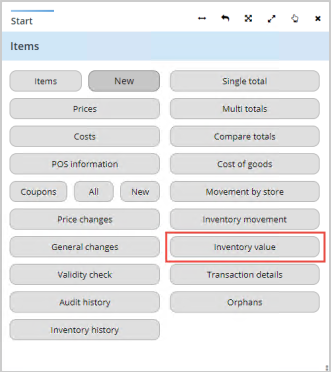 Start
Items
Items New Single total
Prices Multi totals
Costs Compare totals
POS information Cost of goods
Coupons All New Movement by store
Price changes Inventory movement
General changes Inventory value
Validity check Transaction details
Audit history Orphans
Inventory history